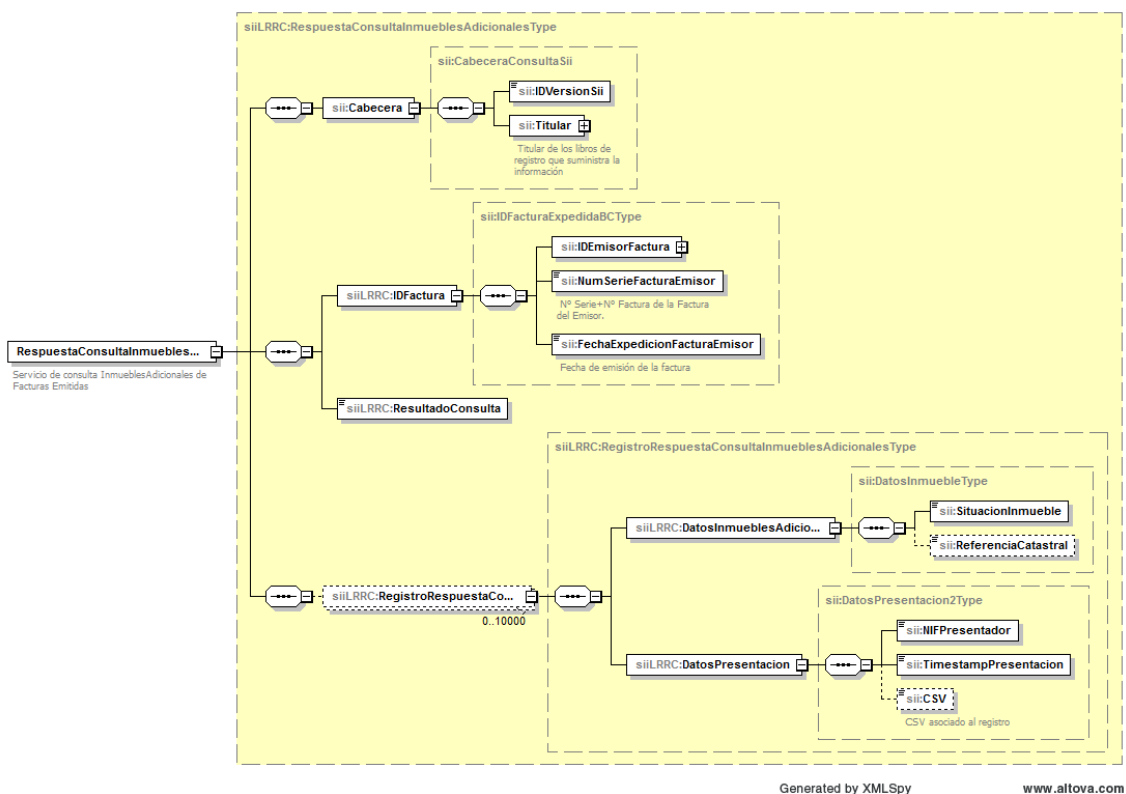 siiLRRC:RespuestaConsultaInmueblesAdicionalesType
sii:CabeceraConsultaSii
sii:IDVersionSii
sii:Cabecera
sii:Titular
Titular de los libros de
registro que suministra la
información
sii:IDFacturaExpedidaBCType
sii:IDEmisorFactura
sii:NumSerieFacturaEmisor
siiLRRC:IDFactura
Nº Serie+Nº Factura de la Factura
del Emisor.
sii:FechaExpedicionFacturaEmisor
Fecha de emisión de la factura
RespuestaConsultaInmuebles...
Servicio de consulta InmueblesAdicionales de
Facturas Emitidas
siiLRRC:ResultadoConsulta
siiLRRC:RegistroRespuestaConsultaInmueblesAdicionalesType
sii:DatosInmuebleType
sii:SituacionInmueble
siiLRRC:DatosInmueblesAdicio...
sii:ReferenciaCatastral
siiLRRC:RegistroRespuestaCo...
0..10000
sii:DatosPresentacion2Type
sii:NIFPresentador
siiLRRC:DatosPresentacion
sii:TimestampPresentacion
sii:CSV
CSV asociado al registro
Generated by XMLSpy
www.altova.com